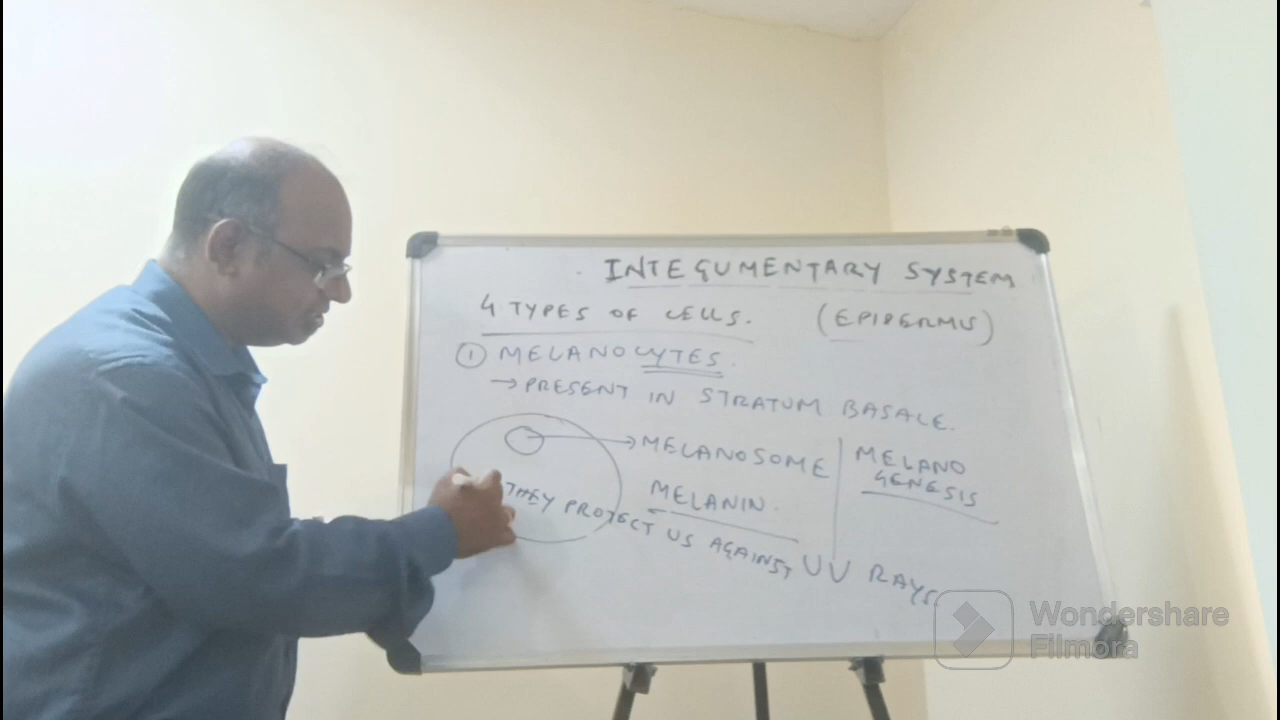 INTEGUMENTARY SYSTEM
4 TYPES OF CELLS. (EPIDERMIS)
① MELANOCYTES.
→ PRESENT IN STRATUM BASALE.
→ MELANOSOME
MELANIN.
MELANO
GENESIS
THEY PROTECT US AGAINST UV RAYS
Wondershare
Filmora